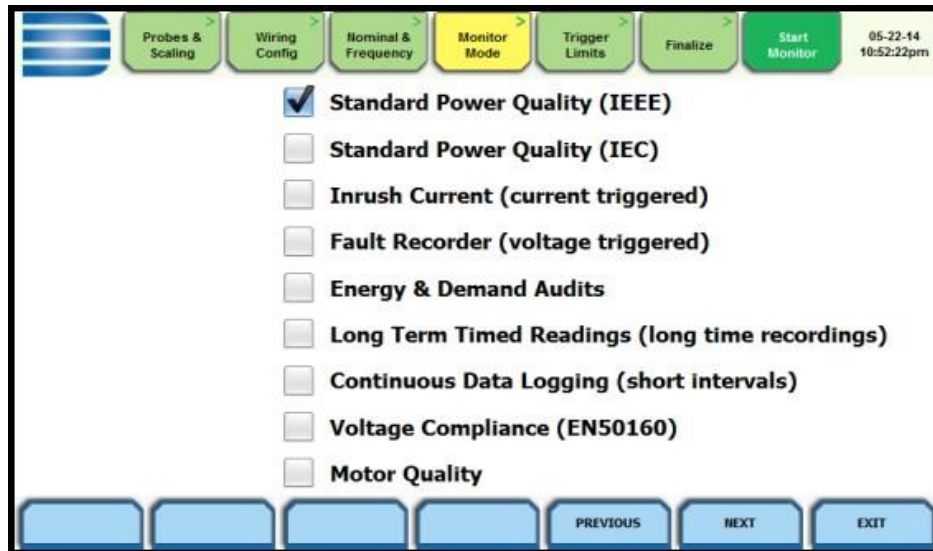 Probes &
Scaling
>
Wiring
Config
>
Nominal &
Frequency
>
Monitor
Mode
>
Trigger
Limits
>
Finalize
>
Start
Monitor
05-22-14
10:52:22pm
Standard Power Quality (IEEE)
Standard Power Quality (IEC)
Inrush Current (current triggered)
Fault Recorder (voltage triggered)
Energy & Demand Audits
Long Term Timed Readings (long time recordings)
Continuous Data Logging (short intervals)
Voltage Compliance (EN50160)
Motor Quality
PREVIOUS
NEXT
EXIT